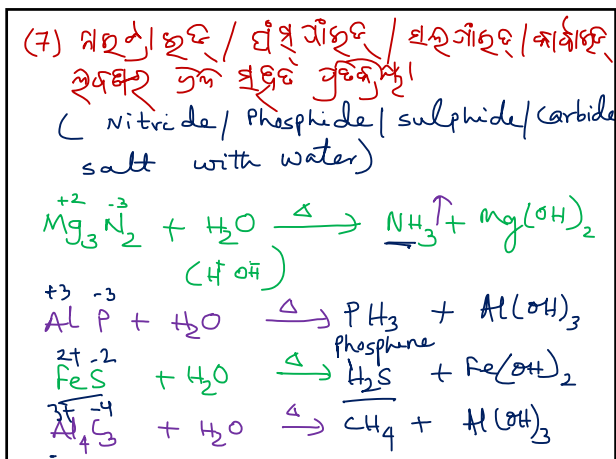 (7) ନାଇଟ୍ରାଇଡ / ଫସ୍ଫାଇଡ / ସଲଫାଇଡ / କାର୍ବାଇଡ
ଲବଣର ଜଳ ସହିତ ପ୍ରତିକ୍ରିୟା।
( Nitride / Phosphide / sulphide / carbide
salt with water )
+2 -3
Mg₃N₂ + H₂O —Δ→ NH₃↑ + Mg(OH)₂
(H⁺ OH⁻)
+3 -3
Al P + H₂O —Δ→ PH₃ + Al(OH)₃
Phosphene
2+ -2
FeS + H₂O —Δ→ H₂S + Fe(OH)₂
3+ -4
Al₄C₃ + H₂O —Δ→ CH₄ + Al(OH)₃